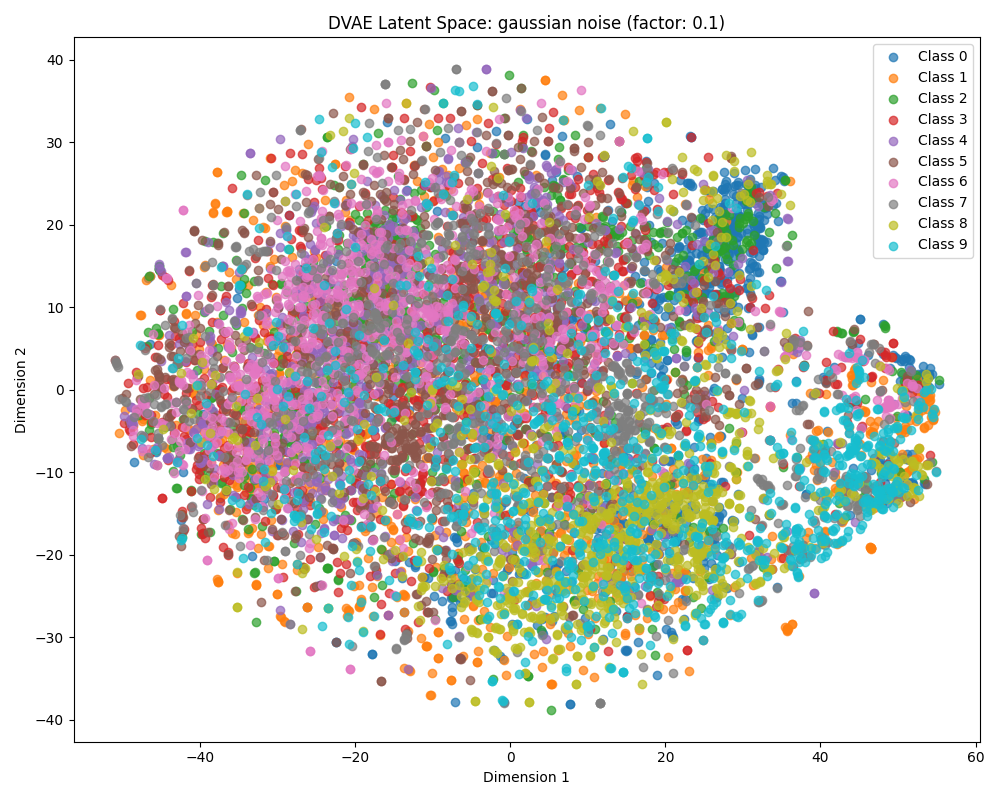 DVAE Latent Space: gaussian noise (factor: 0.1)
Class 0
Class 1
Class 2
Class 3
Class 4
Class 5
Class 6
Class 7
Class 8
Class 9
40
30
20
10
0
−10
−20
−30
−40
Dimension 2
−40 −20 0 20 40 60
Dimension 1